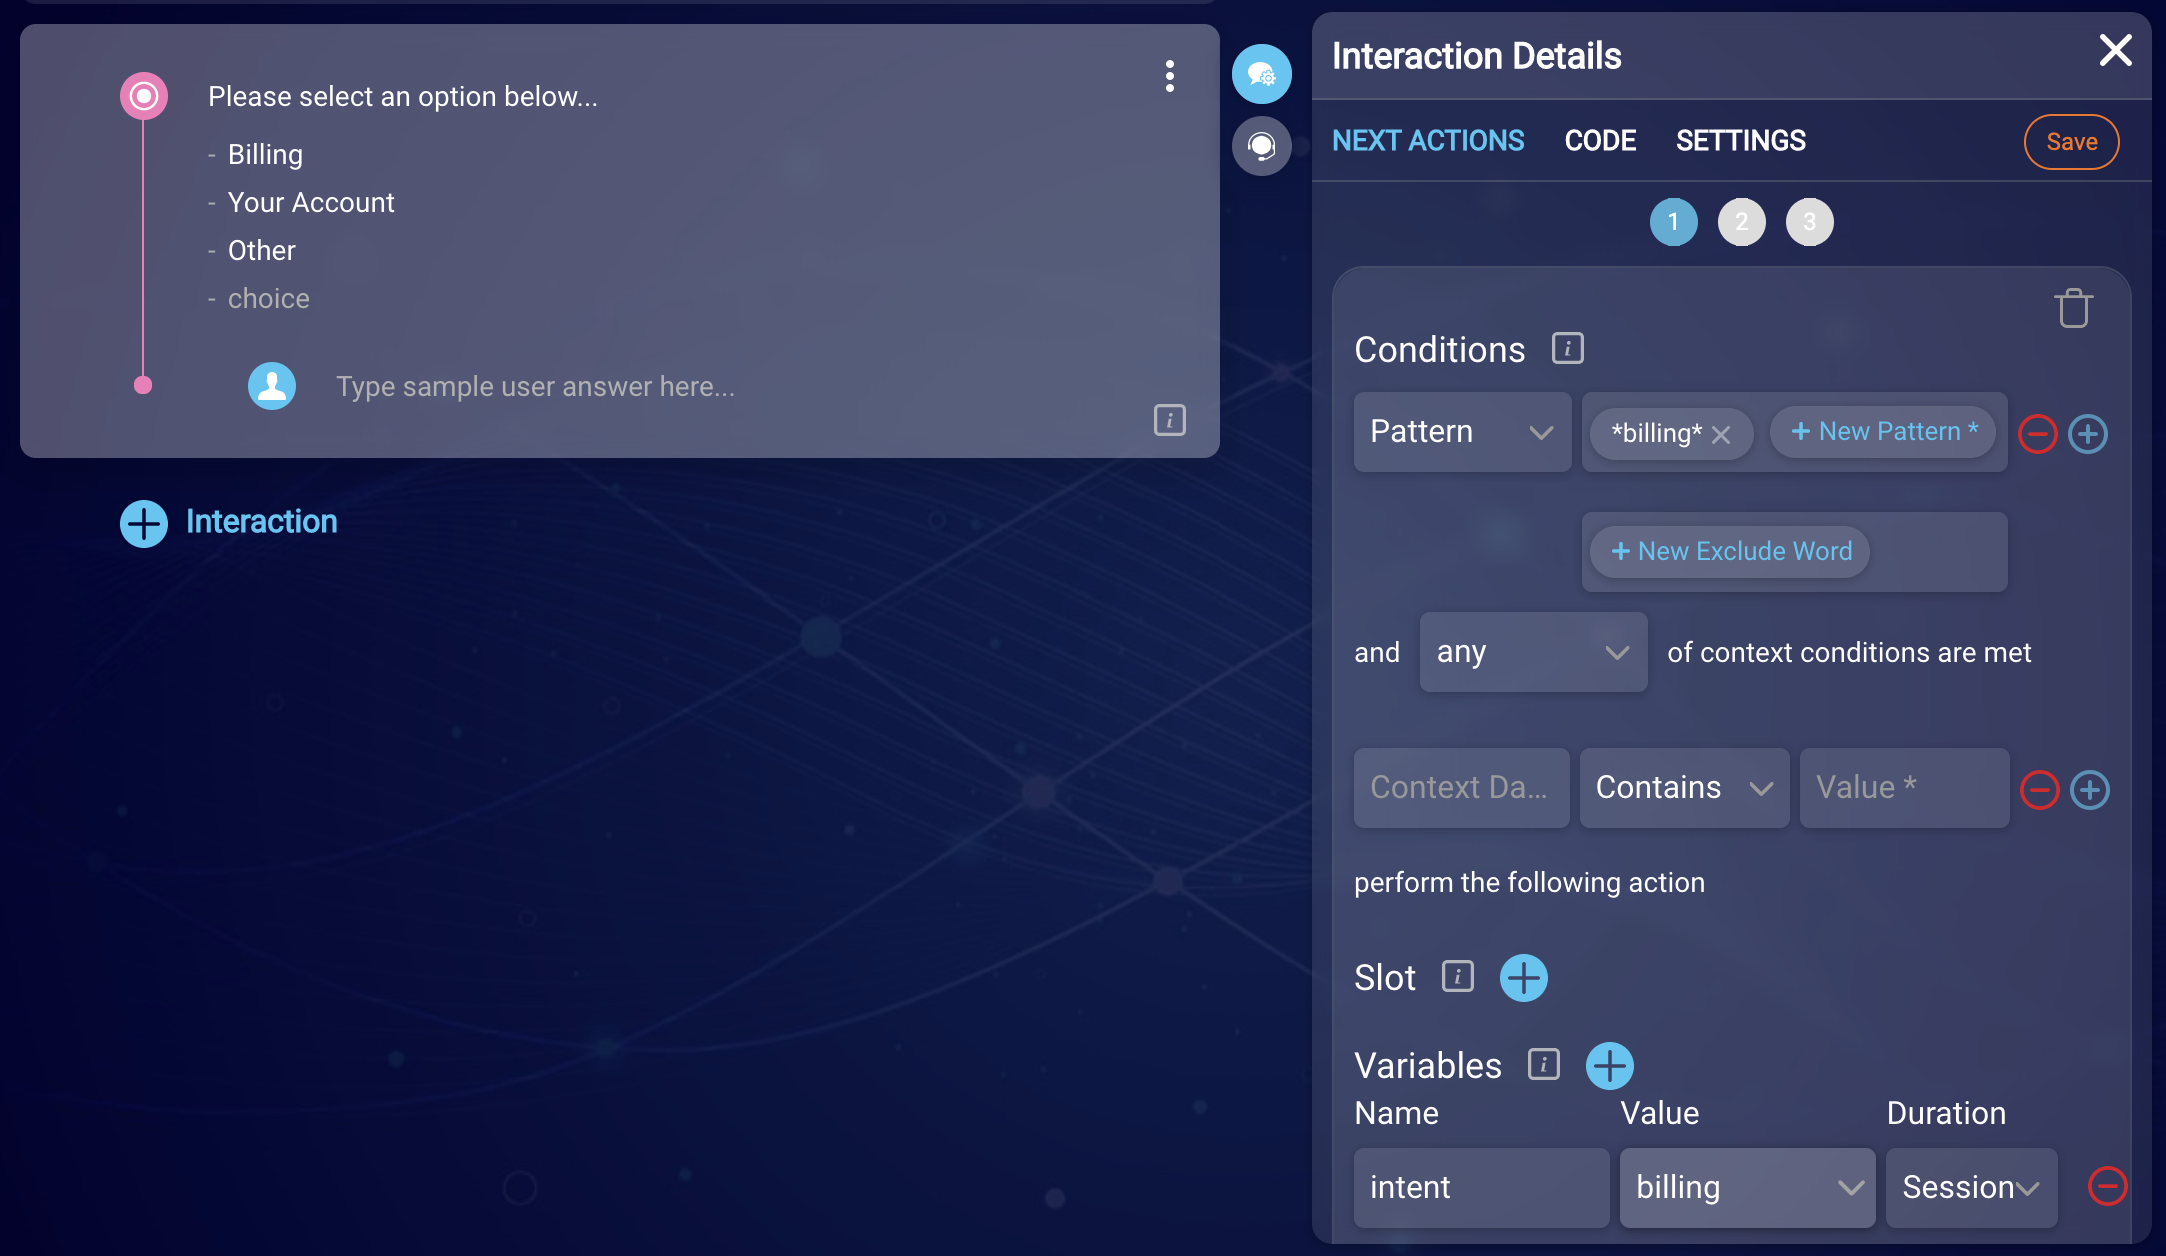 Please select an option below...
- Billing
- Your Account
- Other
- choice
Type sample user answer here...
i
Interaction
Interaction Details
NEXT ACTIONS CODE SETTINGS Save
1 2 3
Conditions i
Pattern *billing* + New Pattern *
+ New Exclude Word
and any of context conditions are met
Context Da... Contains Value *
perform the following action
Slot i
Variables i
Name Value Duration
intent billing Session